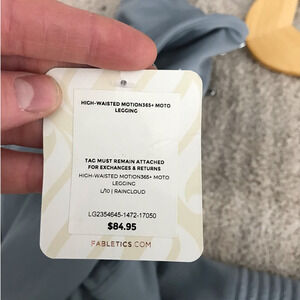 HIGH-WAISTED MOTION365+ MOTO
LEGGING
TAG MUST REMAIN ATTACHED
FOR EXCHANGES & RETURNS
HIGH-WAISTED MOTION365+ MOTO
LEGGING
L/10 | RAINCLOUD
LG2354645-1472-17050
$84.95
FABLETICS.COM